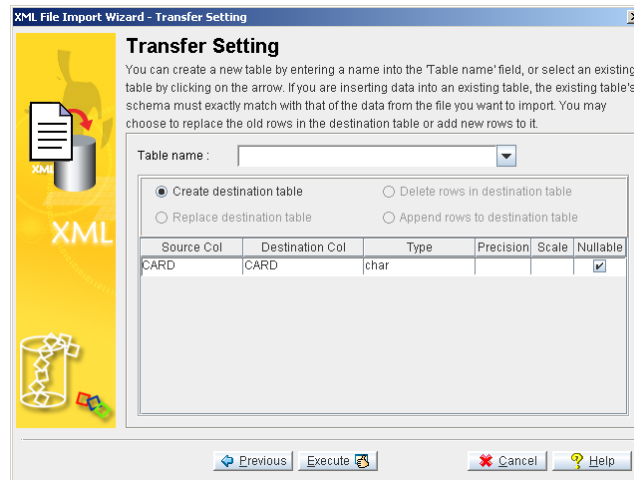 XML File Import Wizard - Transfer Setting
Transfer Setting
You can create a new table by entering a name into the 'Table name' field, or select an existing
table by clicking on the arrow. If you are inserting data into an existing table, the existing table's
schema must exactly match with that of the data from the file you want to import. You may
choose to replace the old rows in the destination table or add new rows to it.
XML
XML
Table name :
Create destination table Delete rows in destination table
Replace destination table Append rows to destination table
Source Col Destination Col Type Precision Scale Nullable
CARD CARD char
Previous Execute Cancel Help